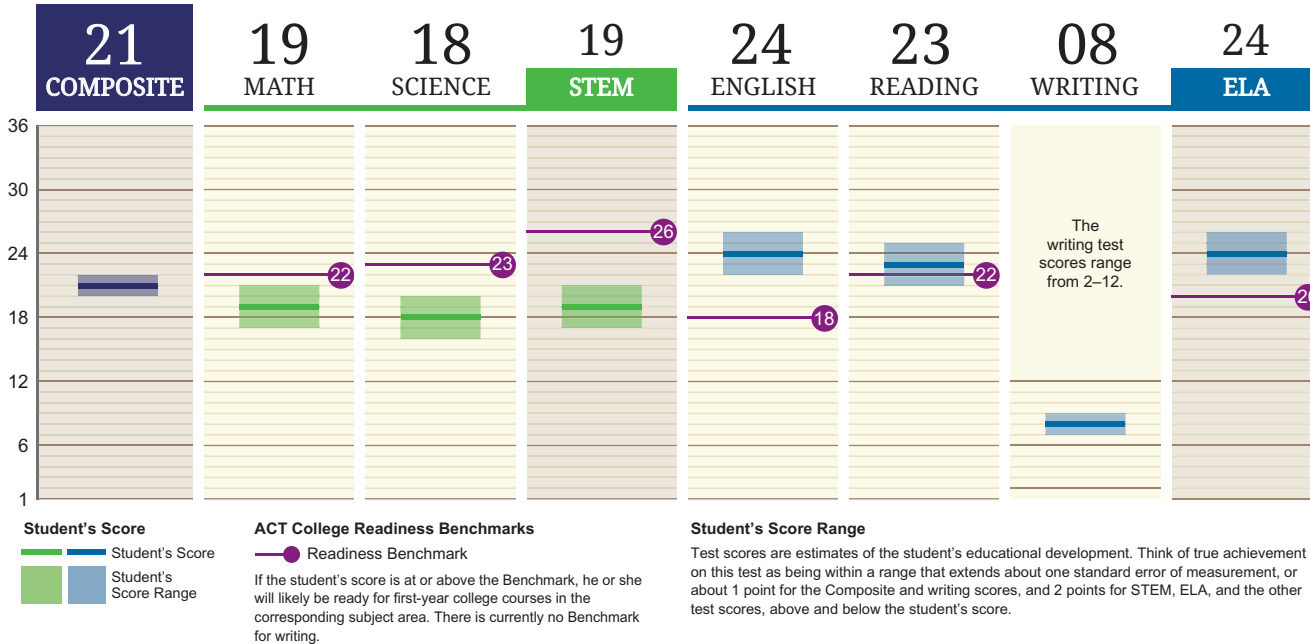 21 19 18 19 24 23 08 24
COMPOSITE MATH SCIENCE STEM ENGLISH READING WRITING ELA
36
30
24
18
12
6
1
22
23
26
18
22
The
writing test
scores range
from 2–12.
Student's Score
Student's Score
Student's
Score Range
ACT College Readiness Benchmarks
Readiness Benchmark
If the student's score is at or above the Benchmark, he or she
will likely be ready for first-year college courses in the
corresponding subject area. There is currently no Benchmark
for writing.
Student's Score Range
Test scores are estimates of the student's educational development. Think of true achievement
on this test as being within a range that extends about one standard error of measurement, or
about 1 point for the Composite and writing scores, and 2 points for STEM, ELA, and the other
test scores, above and below the student's score.